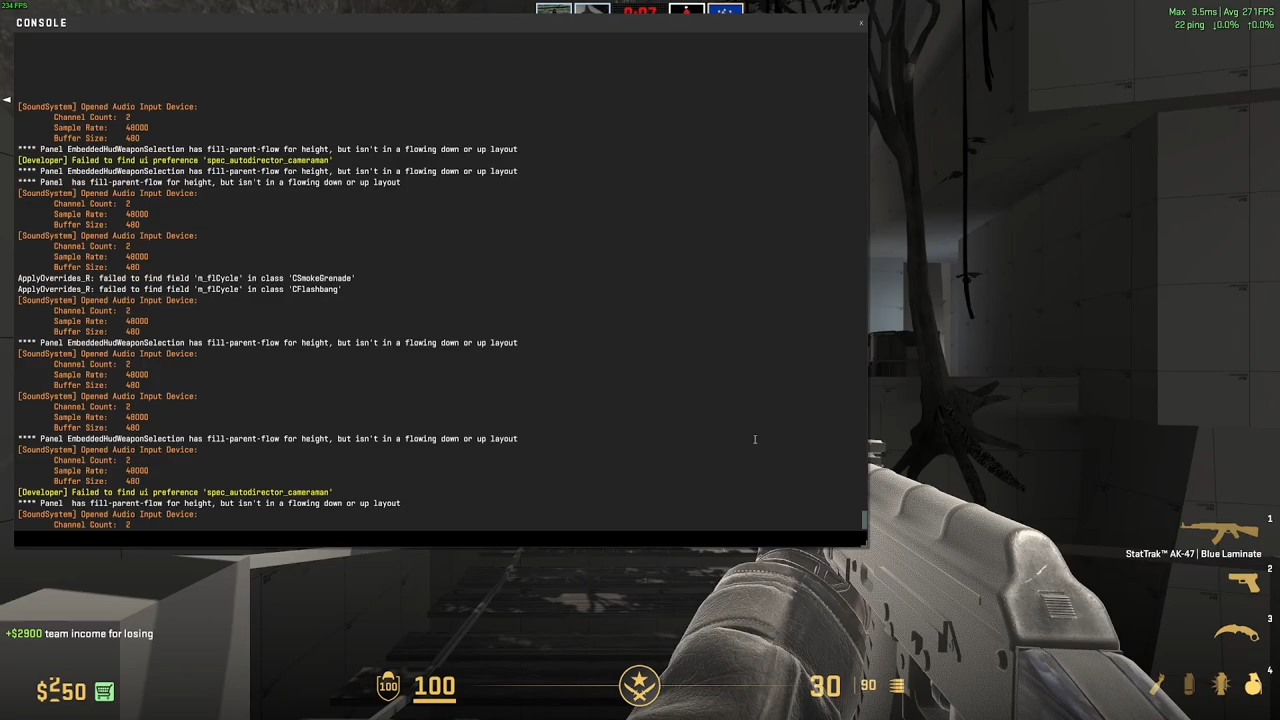 234 FPS
CONSOLE
x
0:07
Max 9.5ms | Avg 271FPS
22 ping ↓0.0% ↑0.0%
[SoundSystem] Opened Audio Input Device:
Channel Count: 2
Sample Rate: 48000
Buffer Size: 480
**** Panel EmbeddedHudWeaponSelection has fill-parent-flow for height, but isn't in a flowing down or up layout
[Developer] Failed to find ui preference 'spec_autodirector_cameraman'
**** Panel EmbeddedHudWeaponSelection has fill-parent-flow for height, but isn't in a flowing down or up layout
**** Panel  has fill-parent-flow for height, but isn't in a flowing down or up layout
[SoundSystem] Opened Audio Input Device:
Channel Count: 2
Sample Rate: 48000
Buffer Size: 480
[SoundSystem] Opened Audio Input Device:
Channel Count: 2
Sample Rate: 48000
Buffer Size: 480
ApplyOverrides_R: failed to find field 'm_flCycle' in class 'CSmokeGrenade'
ApplyOverrides_R: failed to find field 'm_flCycle' in class 'CFlashbang'
[SoundSystem] Opened Audio Input Device:
Channel Count: 2
Sample Rate: 48000
Buffer Size: 480
**** Panel EmbeddedHudWeaponSelection has fill-parent-flow for height, but isn't in a flowing down or up layout
[SoundSystem] Opened Audio Input Device:
Channel Count: 2
Sample Rate: 48000
Buffer Size: 480
[SoundSystem] Opened Audio Input Device:
Channel Count: 2
Sample Rate: 48000
Buffer Size: 480
**** Panel EmbeddedHudWeaponSelection has fill-parent-flow for height, but isn't in a flowing down or up layout
[SoundSystem] Opened Audio Input Device:
Channel Count: 2
Sample Rate: 48000
Buffer Size: 480
[Developer] Failed to find ui preference 'spec_autodirector_cameraman'
**** Panel  has fill-parent-flow for height, but isn't in a flowing down or up layout
[SoundSystem] Opened Audio Input Device:
Channel Count: 2
1
StatTrak™ AK-47 | Blue Laminate
2
3
4
+$2900 team income for losing
$250
100
100
30
90